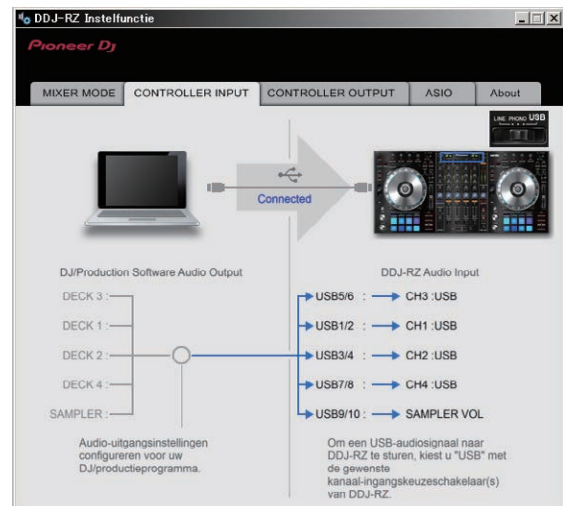 DDJ-RZ Instelfunctie
Pioneer Dj
MIXER MODE CONTROLLER INPUT CONTROLLER OUTPUT ASIO About
LINE PHONO USB
Connected
DJ/Production Software Audio Output DDJ-RZ Audio Input
DECK 3 : USB5/6 : CH3 :USB
DECK 1 : USB1/2 : CH1 :USB
DECK 2 : USB3/4 : CH2 :USB
DECK 4 : USB7/8 : CH4 :USB
SAMPLER : USB9/10 : SAMPLER VOL
Audio-uitgangsinstellingen
configureren voor uw
DJ/productieprogramma.
Om een USB-audiosignaal naar
DDJ-RZ te sturen, kiest u "USB" met
de gewenste
kanaal-ingangskeuzeschakelaar(s)
van DDJ-RZ.